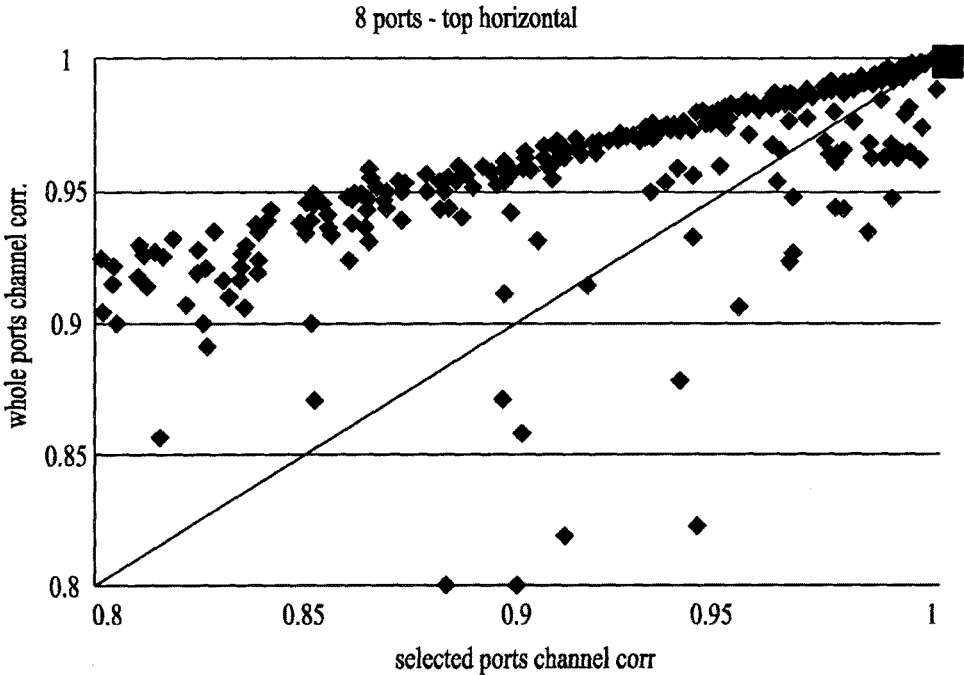 8 ports - top horizontal
1
0.95
0.9
0.85
0.8
whole ports channel corr.
0.8 0.85 0.9 0.95 1
selected ports channel corr